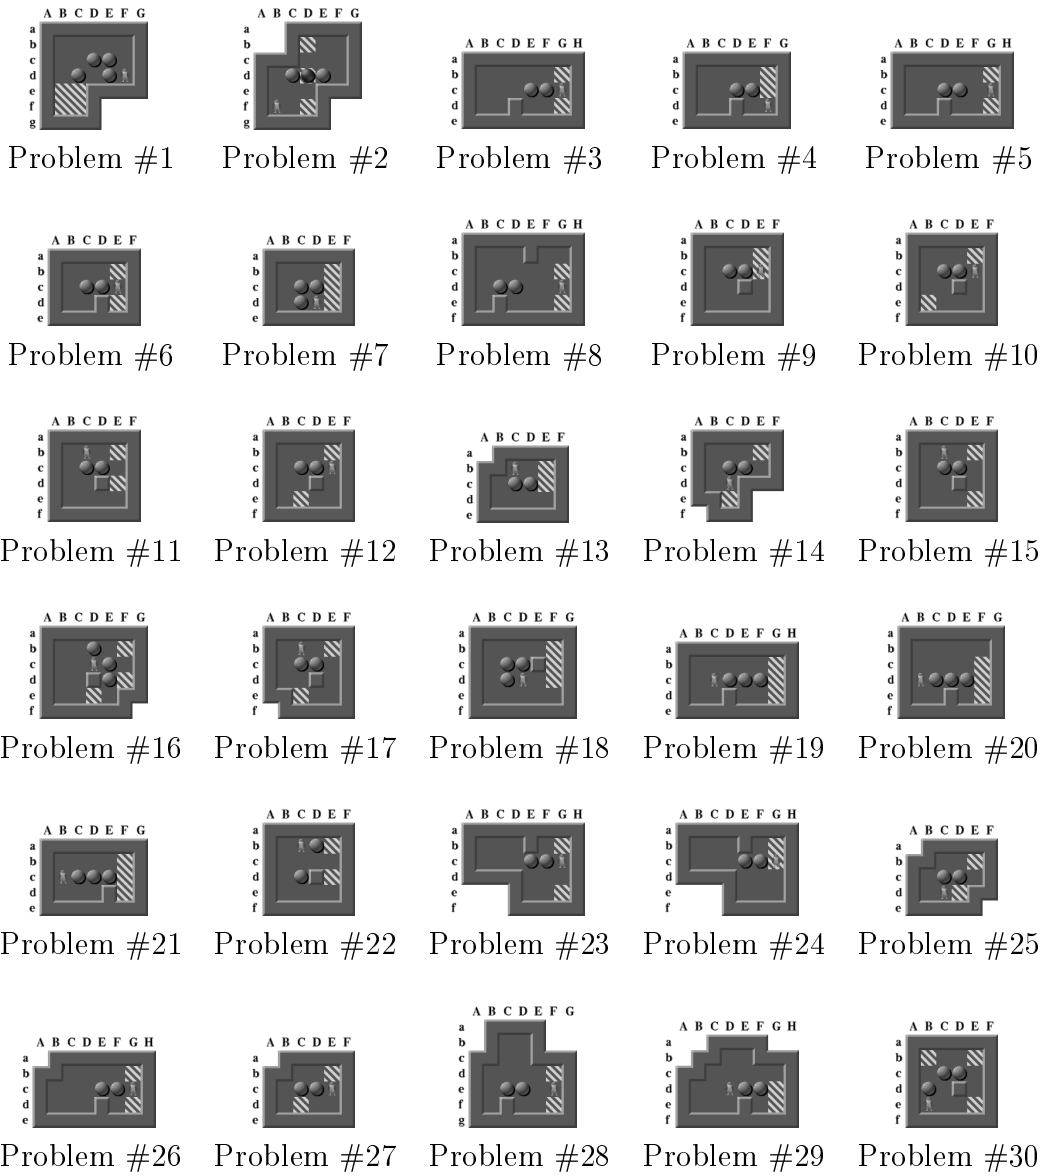 A B C D E F G
a b c d e f g
Problem #1
A B C D E F G
a b c d e f g
Problem #2
A B C D E F G H
a b c d e
Problem #3
A B C D E F G
a b c d e
Problem #4
A B C D E F G H
a b c d e
Problem #5
A B C D E F
a b c d e
Problem #6
A B C D E F
a b c d e
Problem #7
A B C D E F G H
a b c d e f
Problem #8
A B C D E F
a b c d e f
Problem #9
A B C D E F
a b c d e f
Problem #10
A B C D E F
a b c d e f
Problem #11
A B C D E F
a b c d e f
Problem #12
A B C D E F
a b c d e
Problem #13
A B C D E F
a b c d e f
Problem #14
A B C D E F
a b c d e f
Problem #15
A B C D E F G
a b c d e f
Problem #16
A B C D E F
a b c d e f
Problem #17
A B C D E F G
a b c d e f
Problem #18
A B C D E F G H
a b c d e
Problem #19
A B C D E F G
a b c d e f
Problem #20
A B C D E F G
a b c d e
Problem #21
A B C D E F
a b c d e f
Problem #22
A B C D E F G H
a b c d e f
Problem #23
A B C D E F G H
a b c d e f
Problem #24
A B C D E F
a b c d e
Problem #25
A B C D E F G H
a b c d e
Problem #26
A B C D E F
a b c d e
Problem #27
A B C D E F G
a b c d e f g
Problem #28
A B C D E F G H
a b c d e f
Problem #29
A B C D E F
a b c d e f
Problem #30